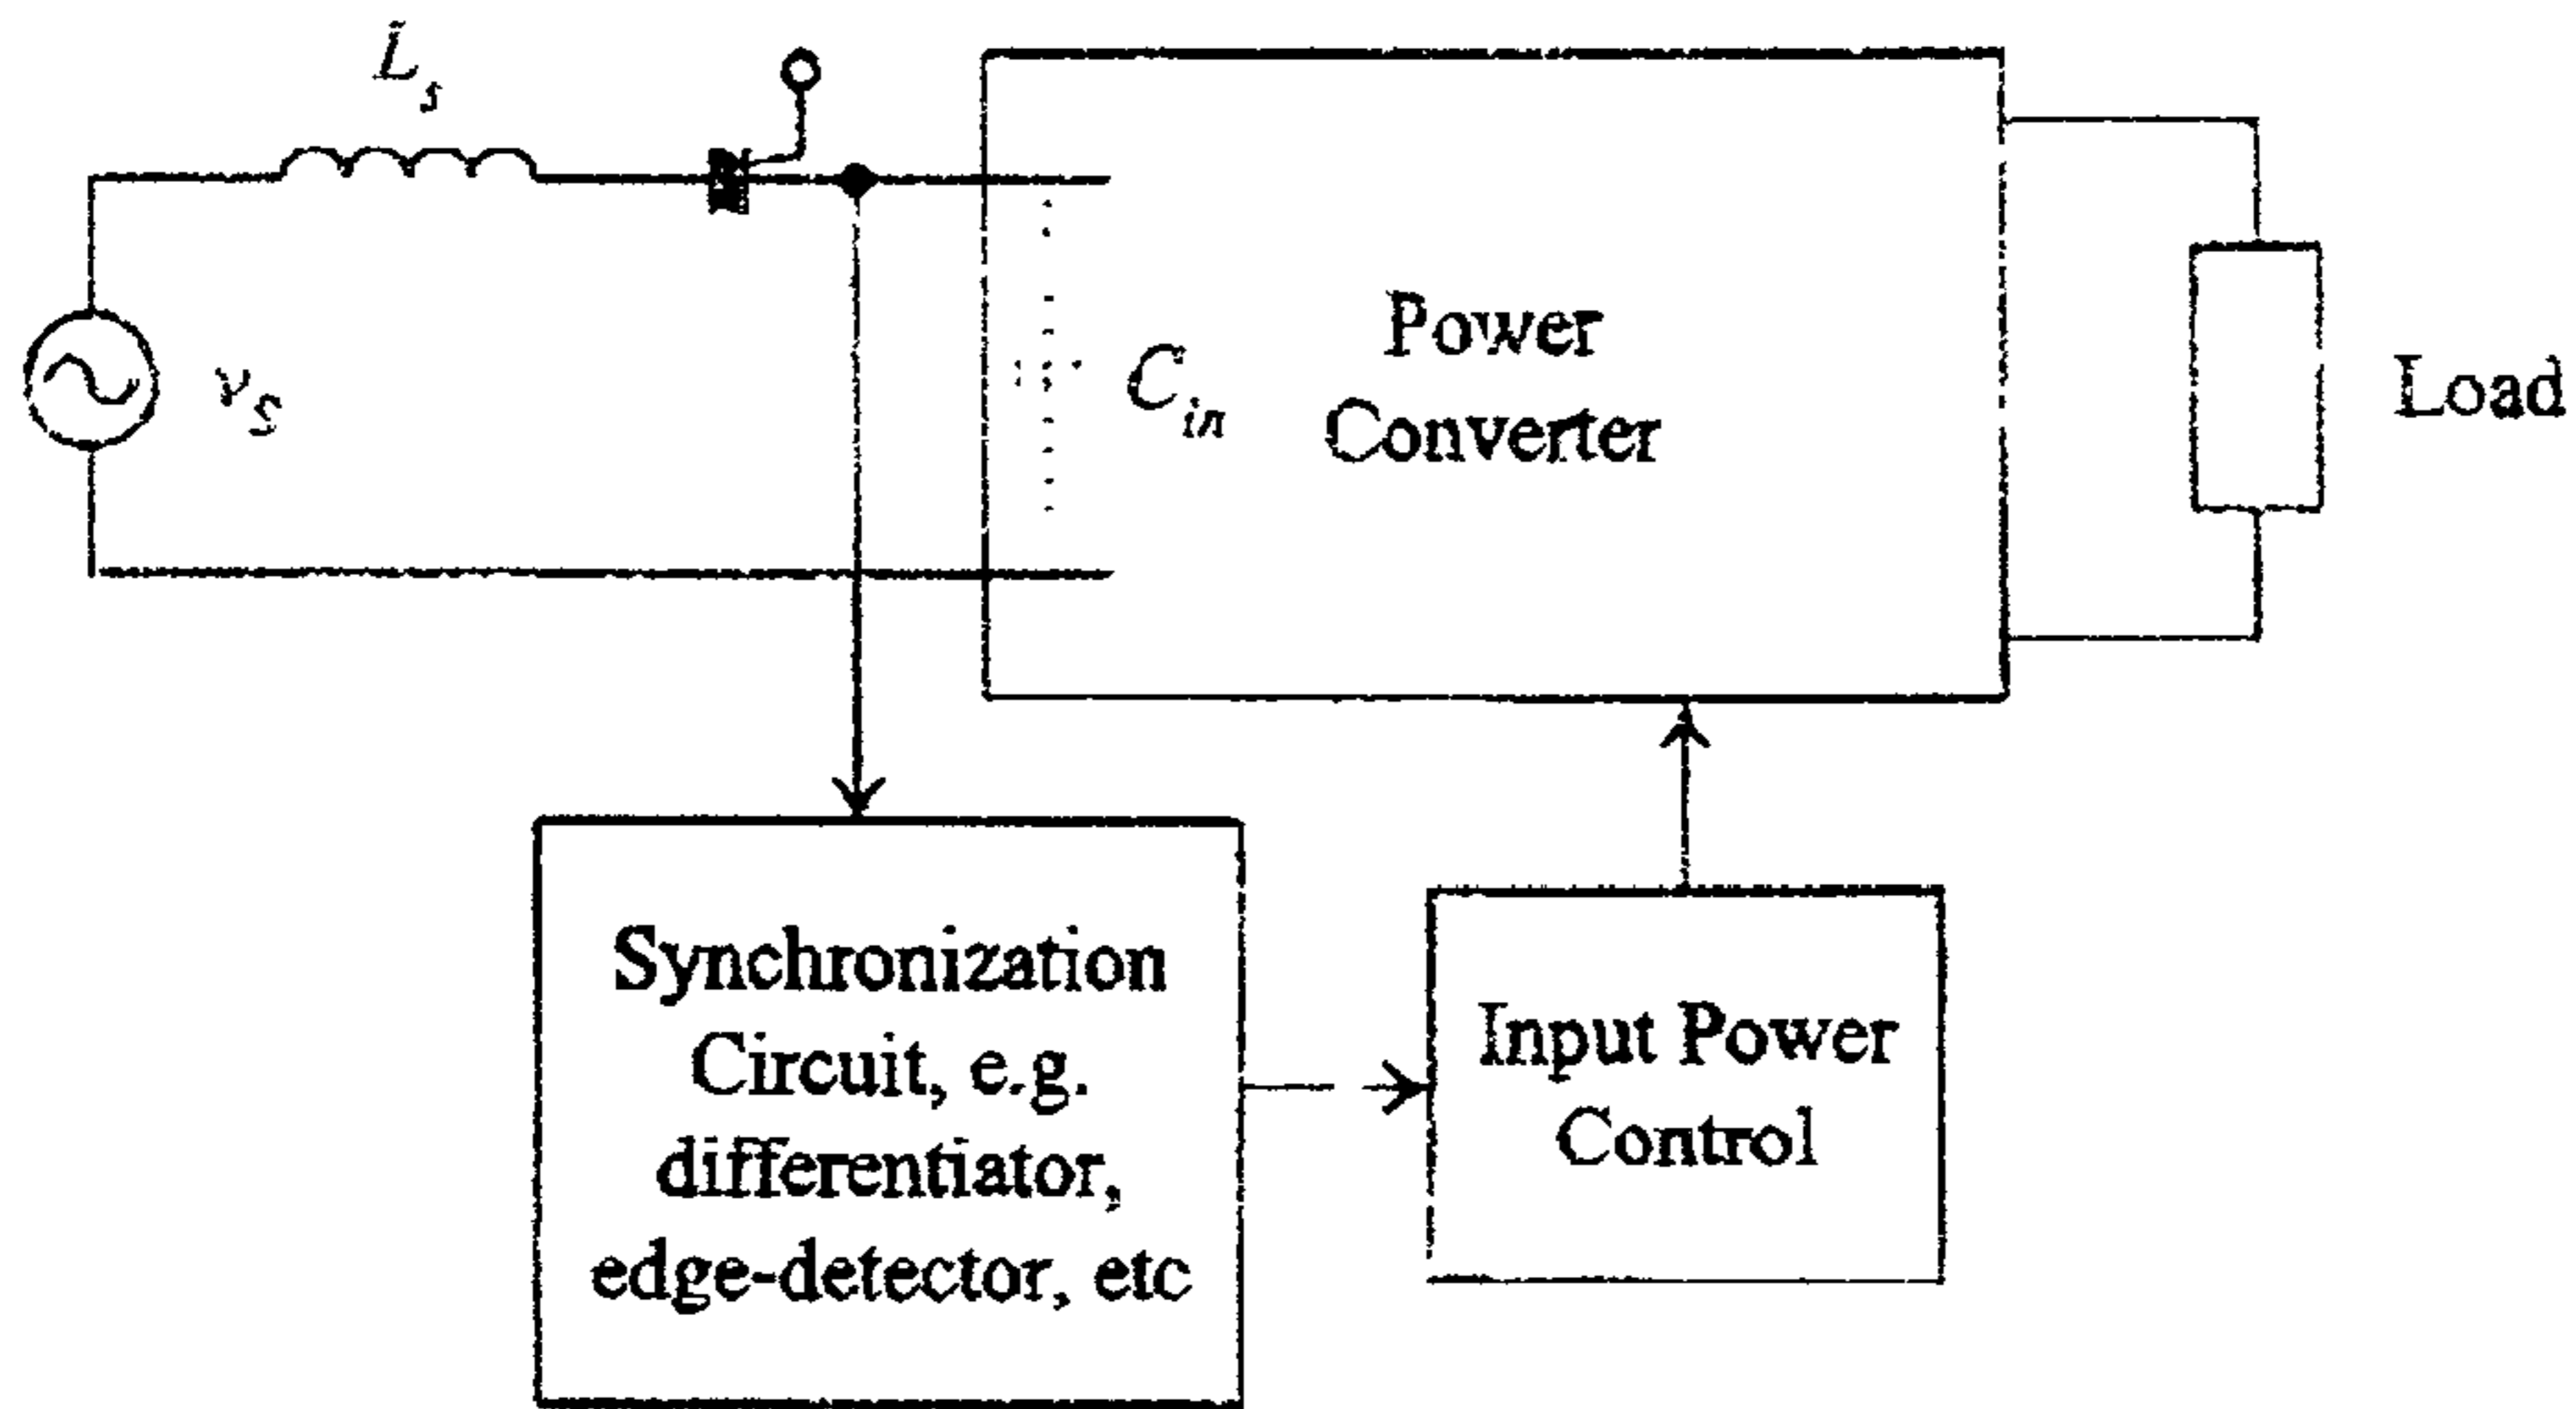 L_s
v_S
C_in
Power
Converter
Load
Synchronization
Circuit, e.g.
differentiator,
edge-detector, etc
Input Power
Control